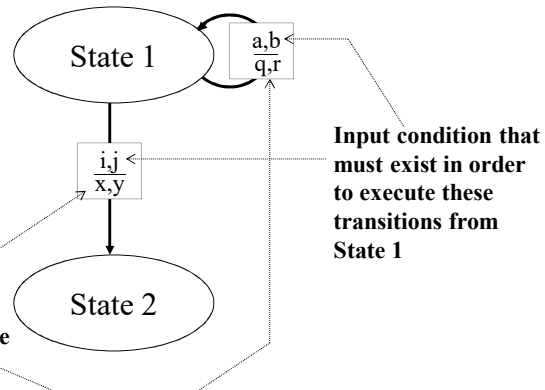 State 1
a,b
q,r
i,j
x,y
Input condition that
must exist in order
to execute these
transitions from
State 1
State 2
e